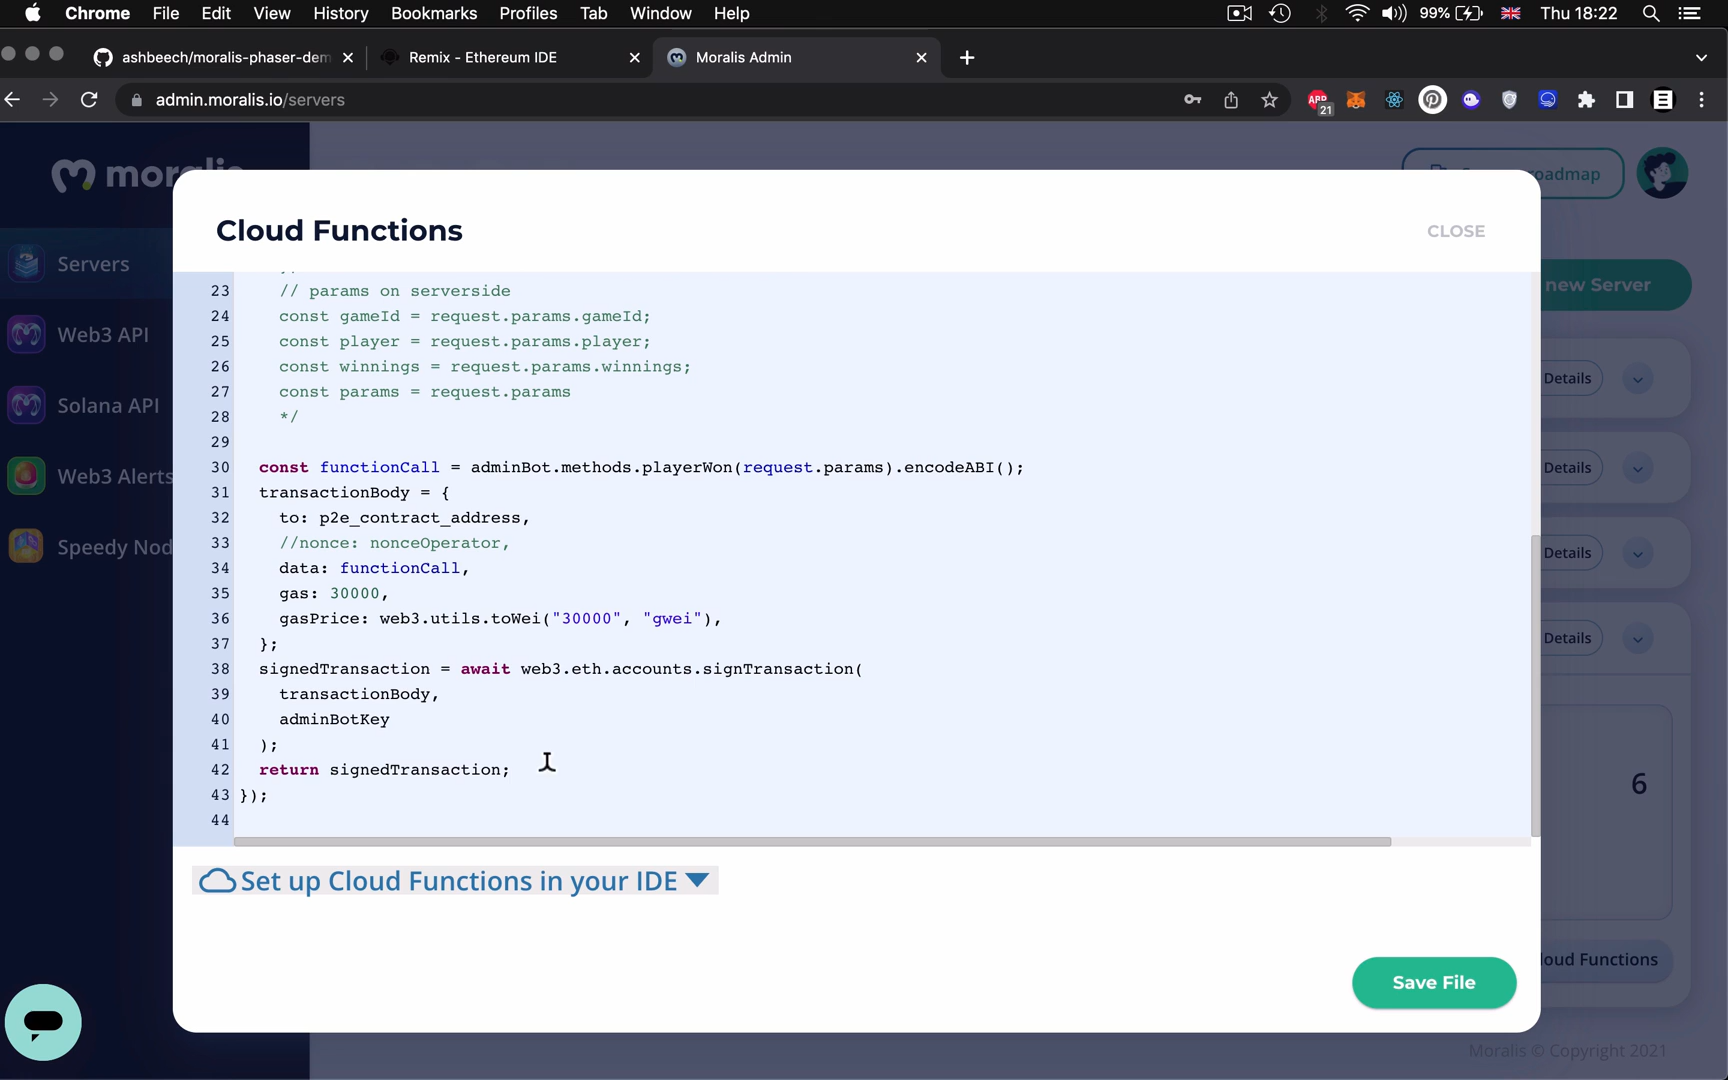 Chrome File Edit View History Bookmarks Profiles Tab Window Help 99% Thu 18:22
ashbeech/moralis-phaser-dem Remix - Ethereum IDE Moralis Admin
admin.moralis.io/servers ABP 21
Cloud Functions CLOSE
roadmap
Servers
Web3 API
Solana API
Web3 Alerts
Speedy Nod
new Server
Details
Details
Details
Details
6
23 // params on serverside
24 const gameId = request.params.gameId;
25 const player = request.params.player;
26 const winnings = request.params.winnings;
27 const params = request.params
28 */
29
30 const functionCall = adminBot.methods.playerWon(request.params).encodeABI();
31 transactionBody = {
32 to: p2e_contract_address,
33 //nonce: nonceOperator,
34 data: functionCall,
35 gas: 30000,
36 gasPrice: web3.utils.toWei("30000", "gwei"),
37 };
38 signedTransaction = await web3.eth.accounts.signTransaction(
39 transactionBody,
40 adminBotKey
41 );
42 return signedTransaction;
43 });
44
Set up Cloud Functions in your IDE
loud Functions
Save File
Moralis © Copyright 2021